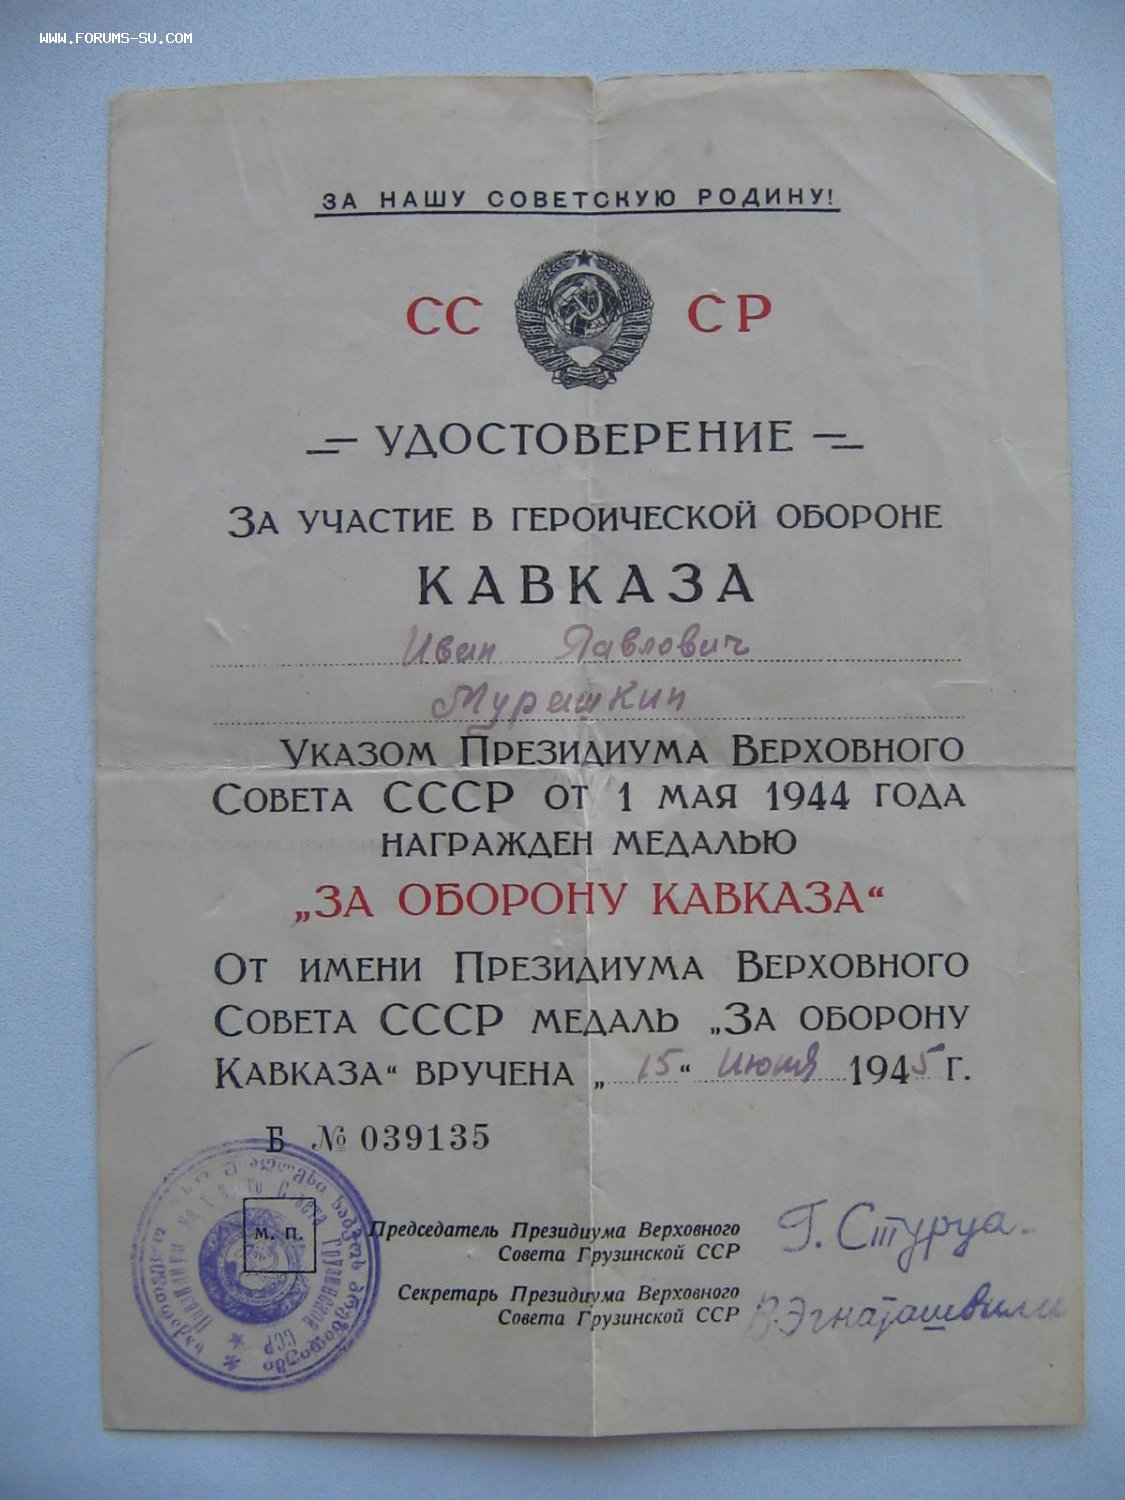 WWW.FORUMS-SU.COM
ЗА НАШУ СОВЕТСКУЮ РОДИНУ!
СС СР
УДОСТОВЕРЕНИЕ
ЗА УЧАСТИЕ В ГЕРОИЧЕСКОЙ ОБОРОНЕ
КАВКАЗА
Иван Павлович
Мурашкин
УКАЗОМ ПРЕЗИДИУМА ВЕРХОВНОГО
СОВЕТА СССР ОТ 1 МАЯ 1944 ГОДА
НАГРАЖДЕН МЕДАЛЬЮ
„ЗА ОБОРОНУ КАВКАЗА“
ОТ ИМЕНИ ПРЕЗИДИУМА ВЕРХОВНОГО
СОВЕТА СССР МЕДАЛЬ „ЗА ОБОРОНУ
КАВКАЗА“ ВРУЧЕНА „15“ Июня 1945 Г.
Б № 039135
М. П.
Председатель Президиума Верховного
Совета Грузинской ССР
Г. Стуруа
Секретарь Президиума Верховного
Совета Грузинской ССР
В. Эгнаташвили